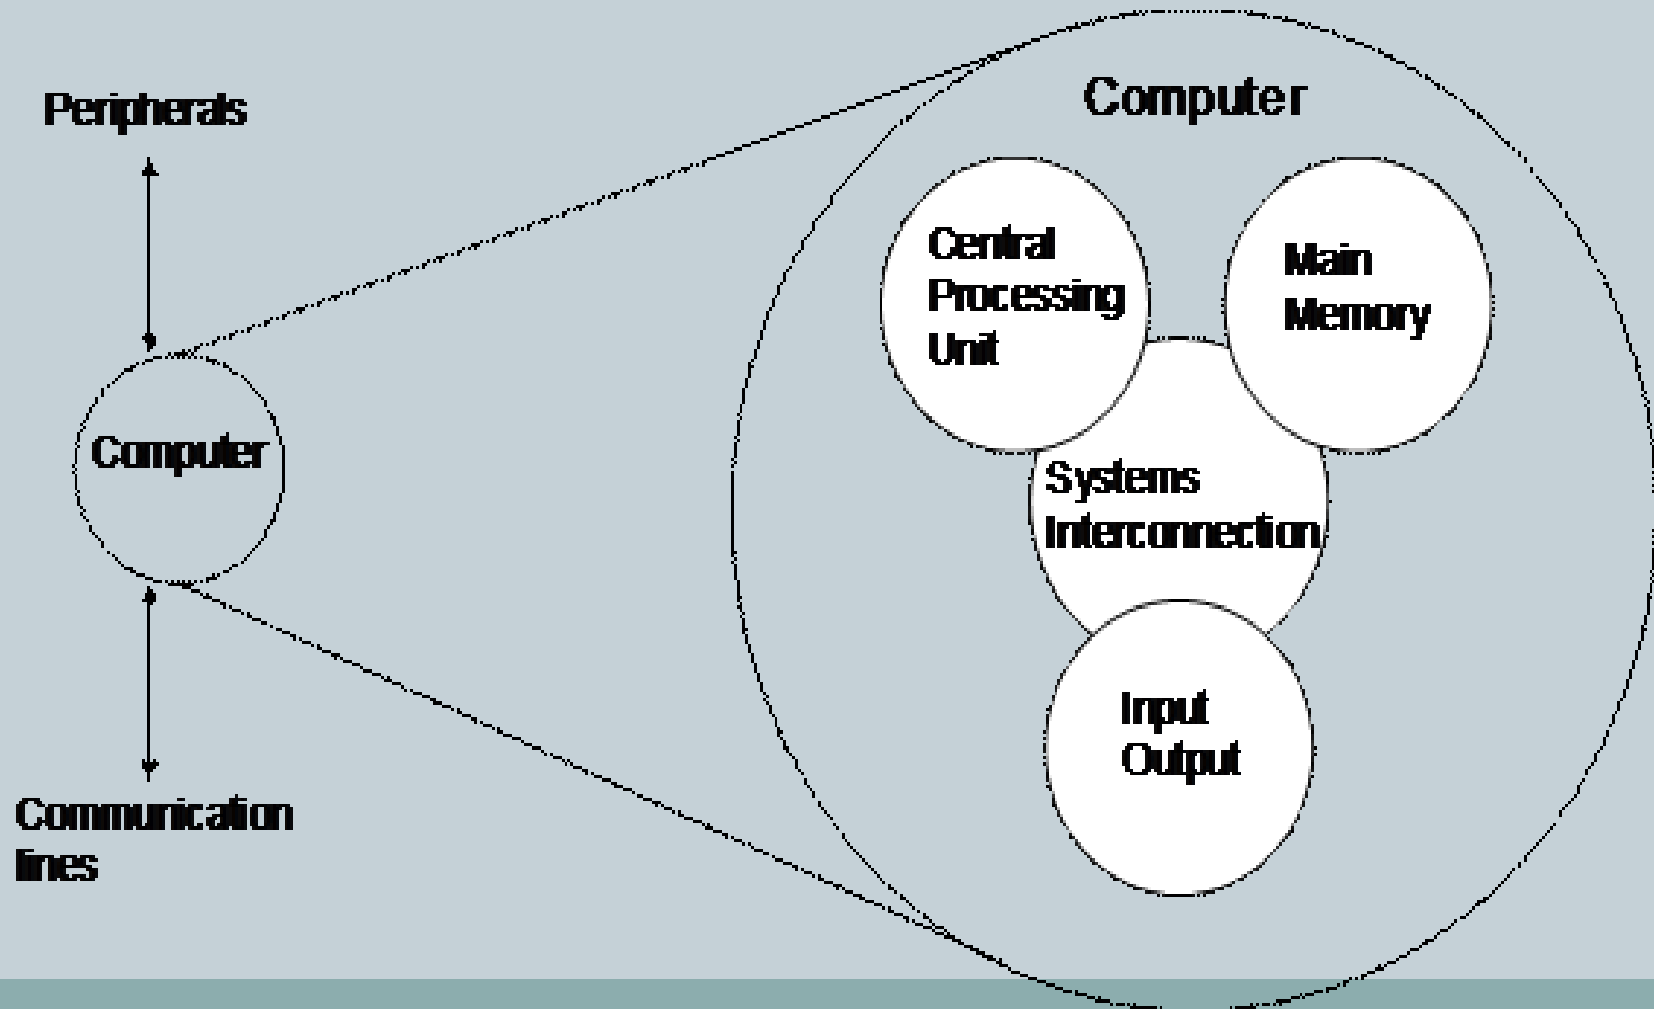 Peripherals
Computer
Communication
lines
Computer
Central
Processing
Unit
Main
Memory
Systems
Interconnection
Input
Output